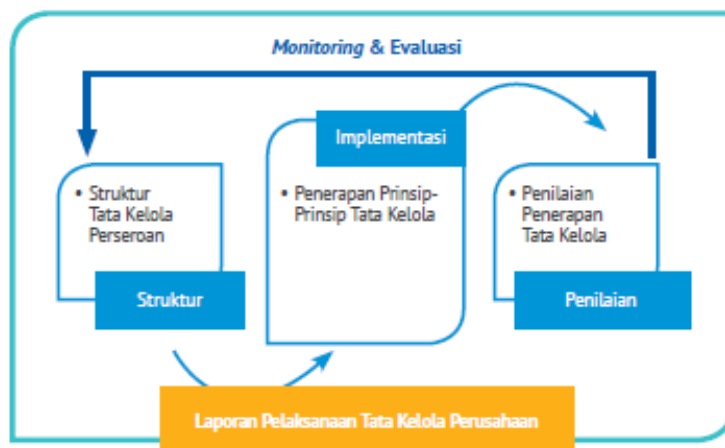 Monitoring & Evaluasi
Implementasi
• Struktur
Tata Kelola
Perseroan
• Penerapan Prinsip-
Prinsip Tata Kelola
• Penilaian
Penerapan
Tata Kelola
Struktur
Penilaian
Laporan Pelaksanaan Tata Kelola Perusahaan